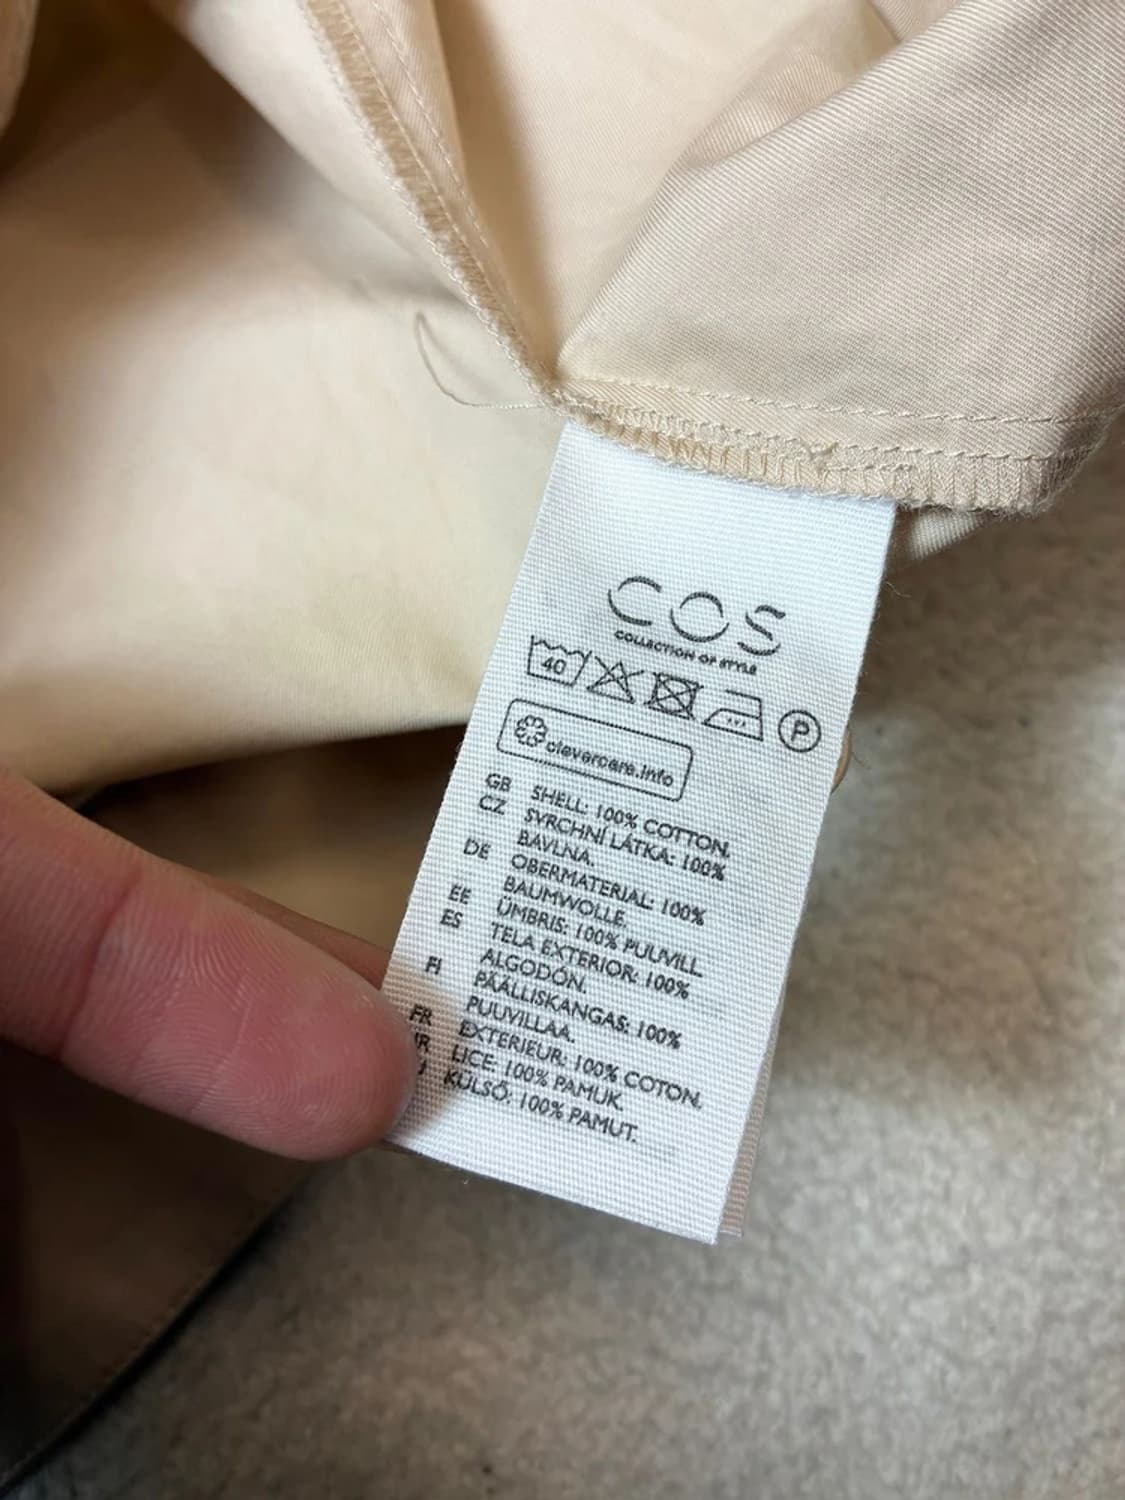 COS
COLLECTION OF STYLE
40
P
clevercare.info
GB SHELL: 100% COTTON.
CZ SVRCHNÍ LÁTKA: 100%
BAVLNA.
DE OBERMATERIAL: 100%
BAUMWOLLE.
EE ÜMBRIS: 100% PUUVILL.
ES TELA EXTERIOR: 100%
ALGODÓN.
FI PÄÄLLISKANGAS: 100%
PUUVILLAA.
FR EXTERIEUR: 100% COTON.
LICE: 100% PAMUK.
KÜLSŐ: 100% PAMUT.